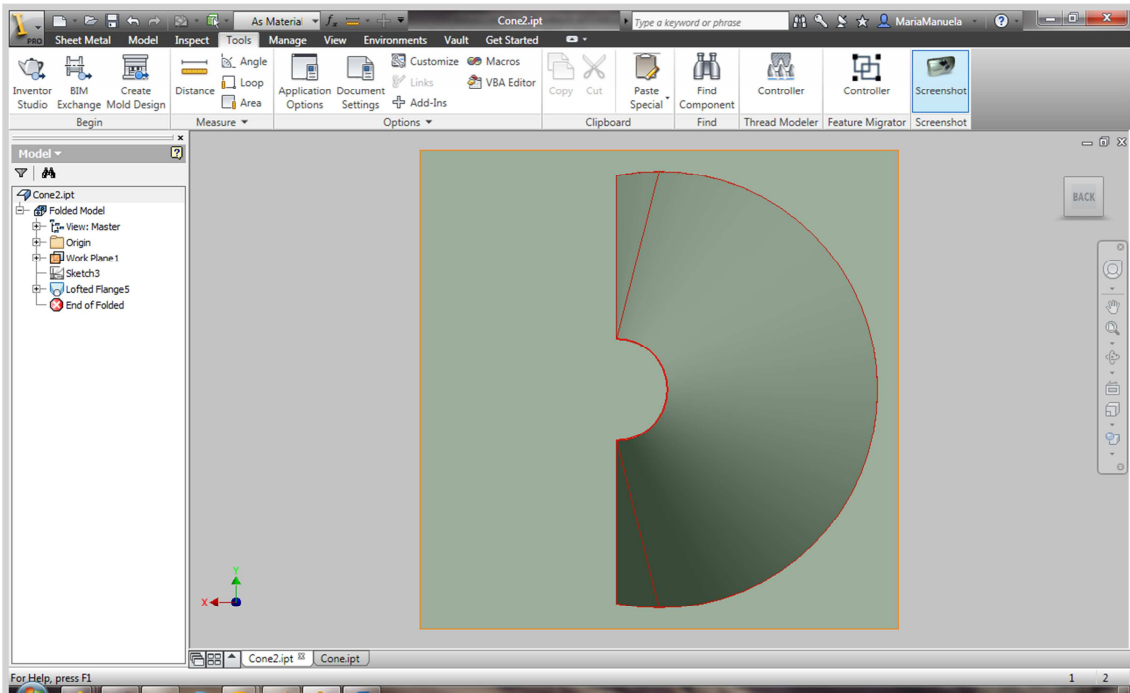 As Material
Cone2.ipt
Type a keyword or phrase
MariaManuela
PRO
Sheet Metal Model Inspect Tools Manage View Environments Vault Get Started
Inventor Studio
BIM Exchange
Create Mold Design
Begin
Distance
Angle
Loop
Area
Measure
Application Options
Document Settings
Customize
Links
Add-Ins
Macros
VBA Editor
Options
Copy
Cut
Paste Special
Clipboard
Find Component
Find
Controller
Thread Modeler
Controller
Feature Migrator
Screenshot
Screenshot
Model
Cone2.ipt
Folded Model
View: Master
Origin
Work Plane1
Sketch3
Lofted Flange5
End of Folded
BACK
Y
X
Cone2.ipt
Cone.ipt
For Help, press F1
1 2